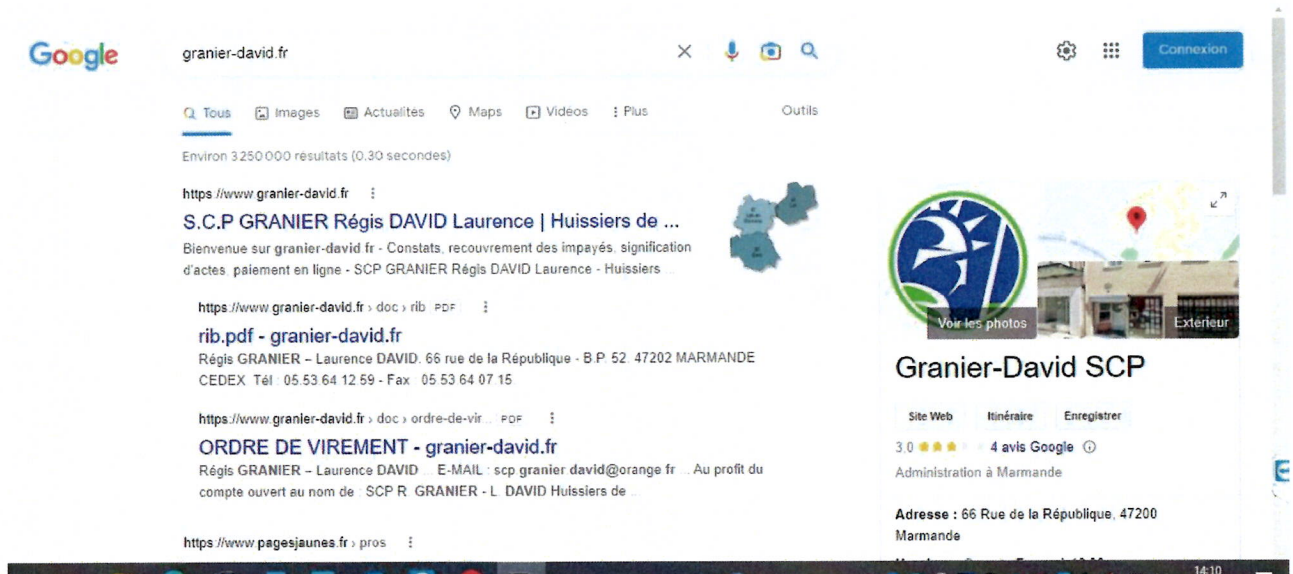 Google
granier-david.fr
Connexion
Tous Images Actualités Maps Vidéos Plus Outils
Environ 3 250 000 résultats (0,30 secondes)
https://www.granier-david.fr
S.C.P GRANIER Régis DAVID Laurence | Huissiers de ...
Bienvenue sur granier-david fr - Constats, recouvrement des impayés, signification
d'actes, paiement en ligne - SCP GRANIER Régis DAVID Laurence - Huissiers ...
https://www.granier-david.fr › doc › rib PDF
rib.pdf - granier-david.fr
Régis GRANIER – Laurence DAVID. 66 rue de la République - B.P. 52. 47202 MARMANDE
CEDEX. Tél : 05.53.64.12.59 - Fax : 05.53.64.07.15.
https://www.granier-david.fr › doc › ordre-de-vir... PDF
ORDRE DE VIREMENT - granier-david.fr
Régis GRANIER – Laurence DAVID ... E-MAIL : scp.granier.david@orange.fr ... Au profit du
compte ouvert au nom de : SCP R. GRANIER - L. DAVID Huissiers de ...
https://www.pagesjaunes.fr › pros
Voir les photos
Extérieur
Granier-David SCP
Site Web Itinéraire Enregistrer
3,0 4 avis Google
Administration à Marmande
Adresse : 66 Rue de la République, 47200
Marmande
14:10